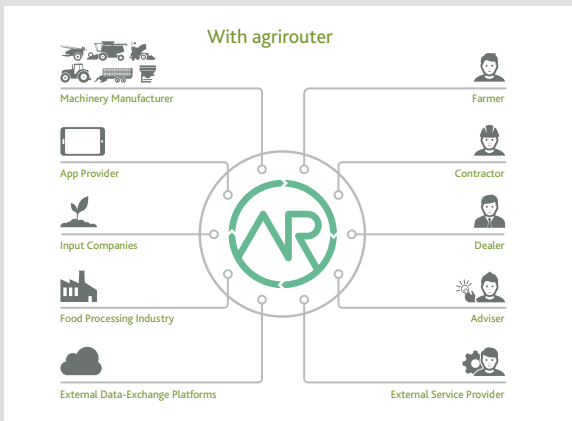 With agrirouter
Machinery Manufacturer
Farmer
App Provider
Contractor
AR
Input Companies
Dealer
Food Processing Industry
Adviser
External Data-Exchange Platforms
External Service Provider